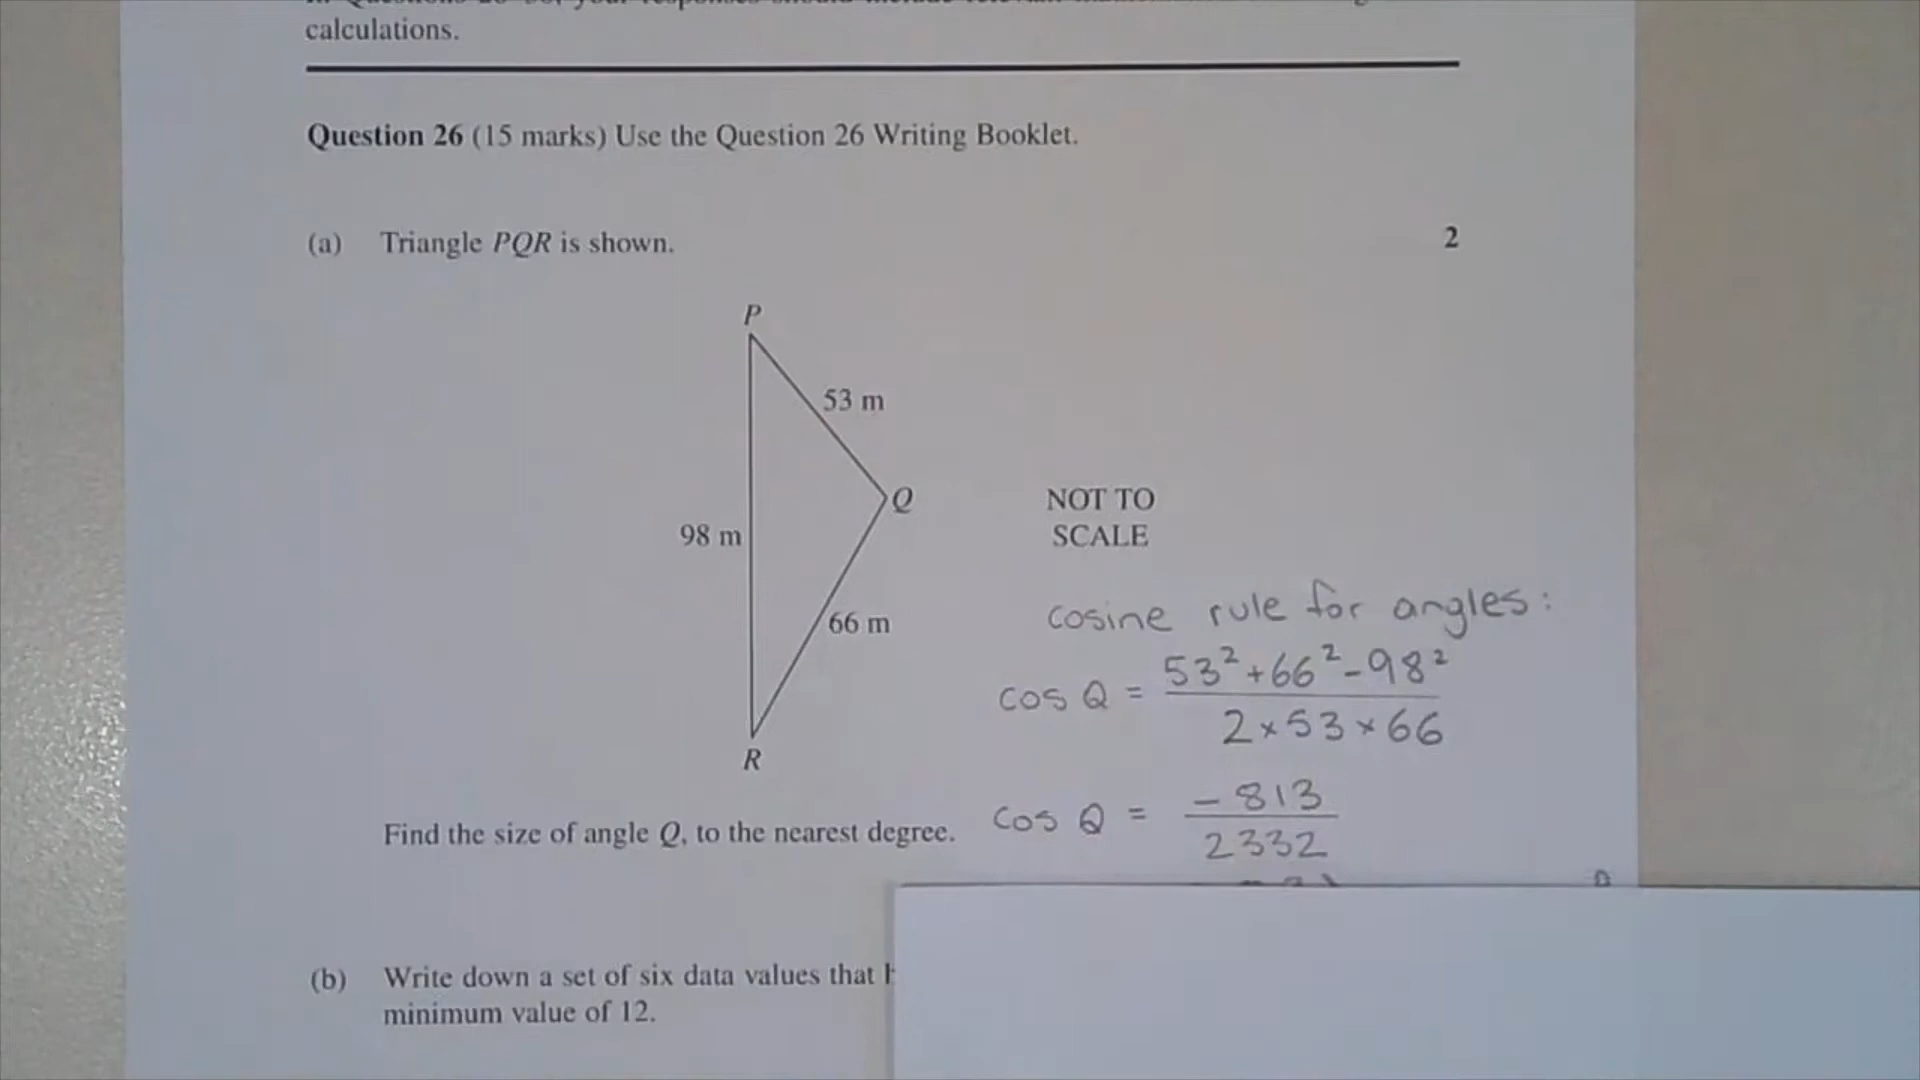 calculations.
Question 26 (15 marks) Use the Question 26 Writing Booklet.
(a) Triangle PQR is shown. 2
P
53 m
Q
98 m
66 m
R
NOT TO
SCALE
cosine rule for angles:
cos Q = 53² + 66² - 98² / 2 × 53 × 66
cos Q = -813 / 2332
Find the size of angle Q, to the nearest degree.
(b) Write down a set of six data values that
minimum value of 12.